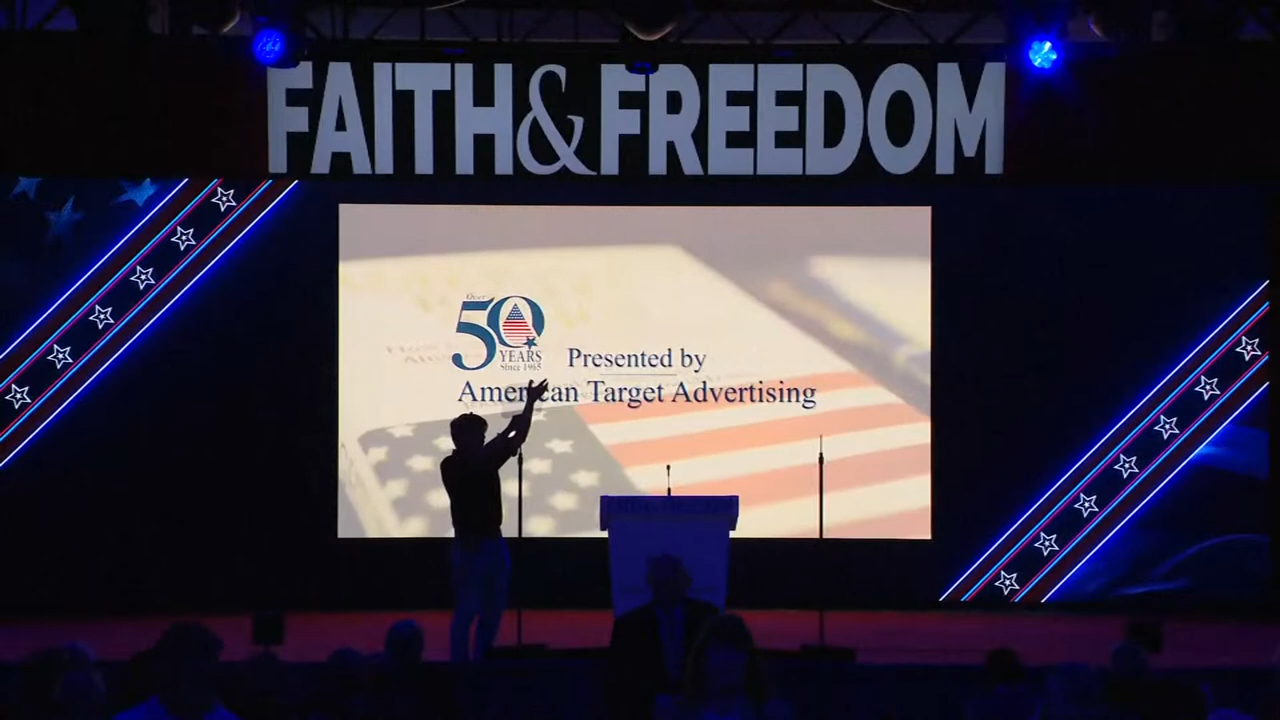 FAITH&FREEDOM
Over
50
YEARS
Since 1965
Presented by
American Target Advertising